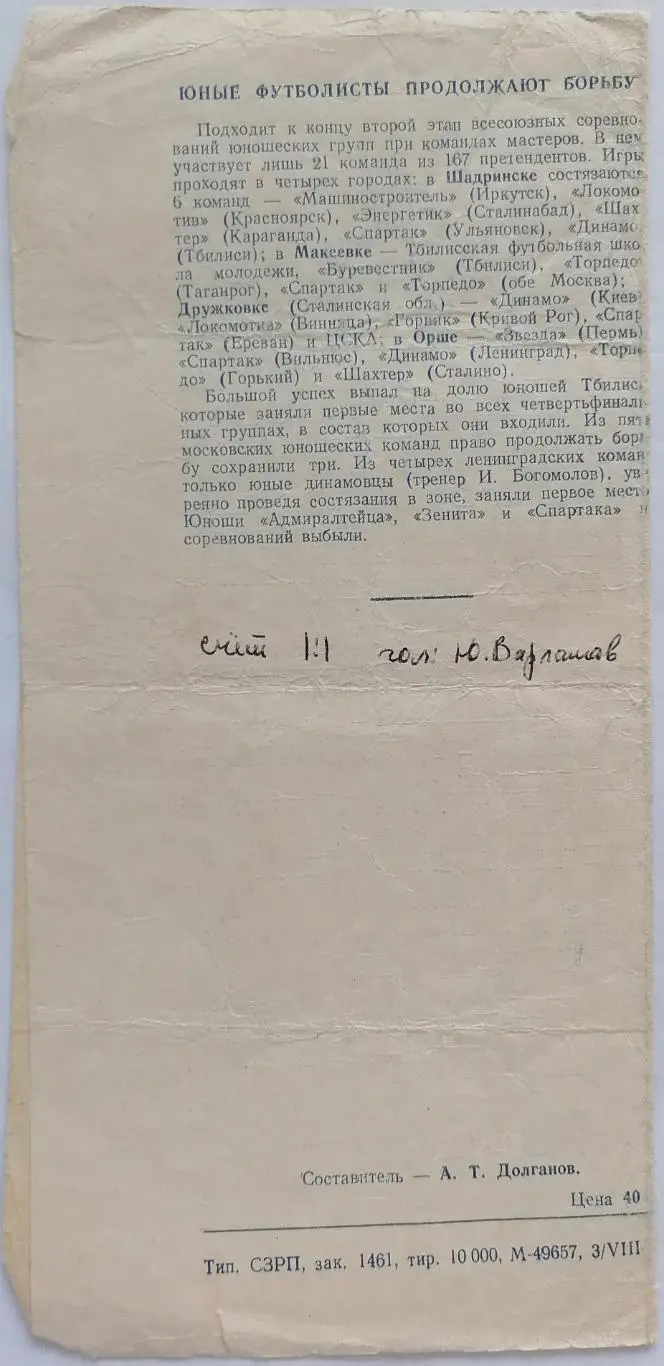 ЮНЫЕ ФУТБОЛИСТЫ ПРОДОЛЖАЮТ БОРЬБУ
Подходит к концу второй этап всесоюзных соревно-
ваний юношеских групп при командах мастеров. В нем
участвует лишь 21 команда из 167 претендентов. Игры
проходят в четырех городах: в Шадринске состязаются
6 команд — «Машиностроитель» (Иркутск), «Локомо
тив» (Красноярск), «Энергетик» (Сталинабад), «Шах
тер» (Караганда), «Спартак» (Ульяновск), «Динамо»
(Тбилиси); в Макеевке — Тбилисская футбольная шко
ла молодежи, «Буревестник» (Тбилиси), «Торпедо
(Таганрог), «Спартак» и «Торпедо» (обе Москва);
Дружковке (Сталинская обл.) — «Динамо» (Киев
«Локомотив» (Винница), «Горняк» (Кривой Рог), «Спар
так» (Ереван) и ЦСКА; в Орше — «Звезда» (Пермь)
«Спартак» (Вильнюс), «Динамо» (Ленинград), «Торпе
до» (Горький) и «Шахтер» (Сталино).
Большой успех выпал на долю юношей Тбилис
которые заняли первые места во всех четвертьфиналь
ных группах, в состав которых они входили. Из пяти
московских юношеских команд право продолжать борь
бу сохранили три. Из четырех ленинградских коман
только юные динамовцы (тренер И. Богомолов), ув
ренно проведя состязания в зоне, заняли первое место
Юноши «Адмиралтейца», «Зенита» и «Спартака» и
соревнований выбыли.
счёт 1:1 гол: Ю. Варламов
Составитель — А. Т. Долганов.
Цена 40
Тип. СЗРП, зак. 1461, тир. 10 000, М-49657, 3/VIII